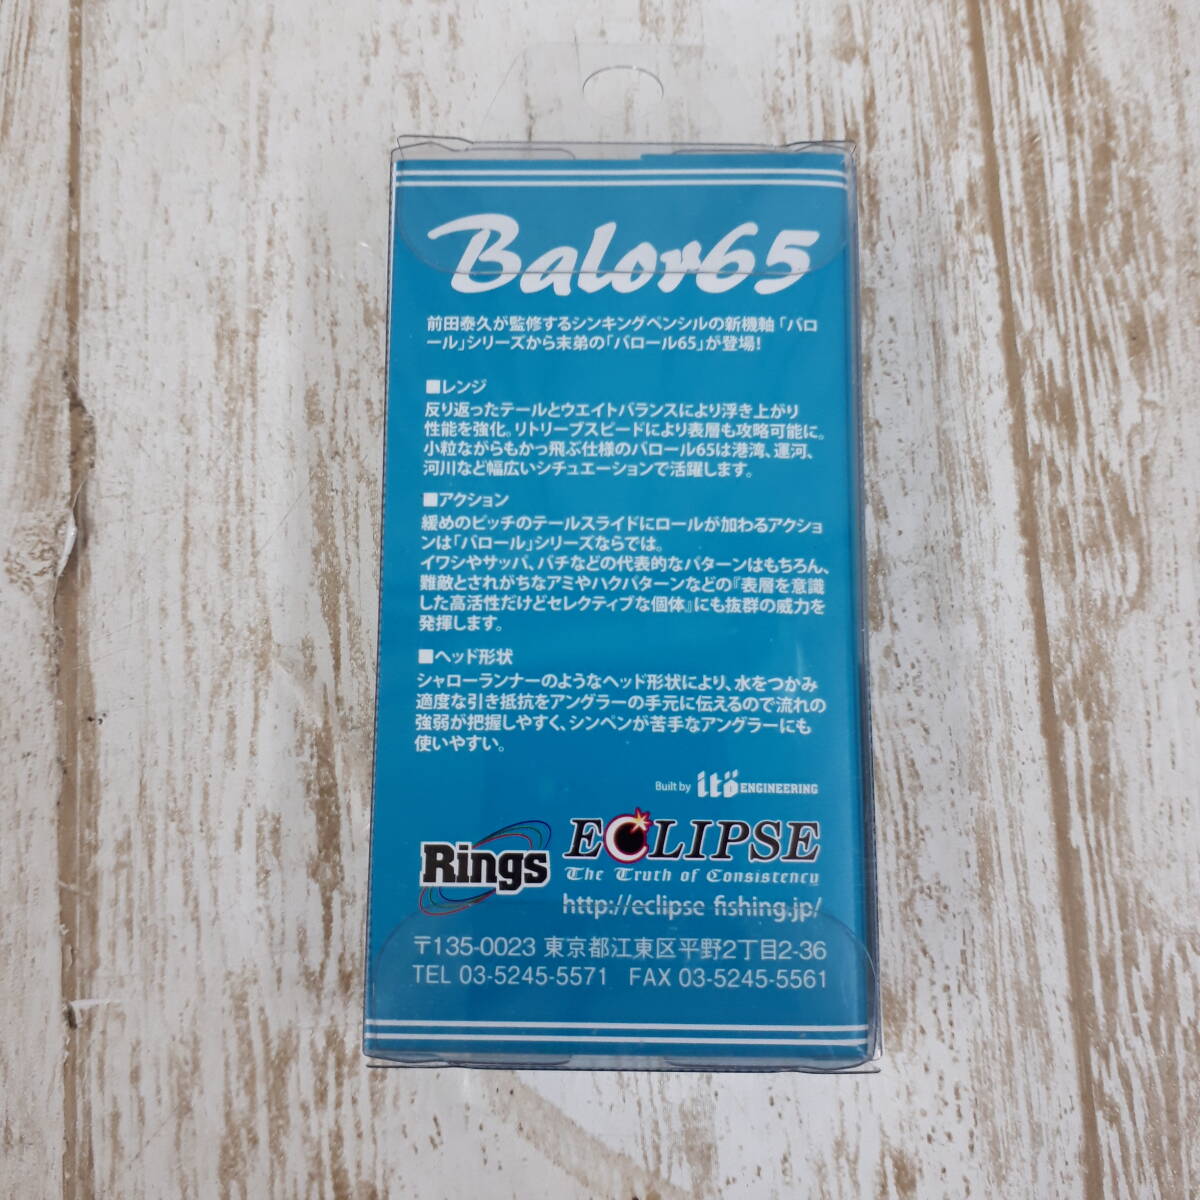 Balor65
前田泰久が監修するシンキングペンシルの新機軸「バロ
ール」シリーズから末弟の「バロール65」が登場!
■レンジ
反り返ったテールとウエイトバランスにより浮き上がり
性能を強化。リトリーブスピードにより表層も攻略可能に。
小粒ながらもかっ飛ぶ仕様のバロール65は港湾、運河、
河川など幅広いシチュエーションで活躍します。
■アクション
緩めのピッチのテールスライドにロールが加わるアクショ
ンは「バロール」シリーズならでは。
イワシやサッパ、バチなどの代表的なパターンはもちろん、
難敵とされがちなアミやハクパターンなどの『表層を意識
した高活性だけどセレクティブな個体』にも抜群の威力を
発揮します。
■ヘッド形状
シャローランナーのようなヘッド形状により、水をつかみ
適度な引き抵抗をアングラーの手元に伝えるので流れの
強弱が把握しやすく、シンペンが苦手なアングラーにも
使いやすい。
Built by itö ENGINEERING
Rings
ECLIPSE
The Truth of Consistency
http://eclipse-fishing.jp/
〒135-0023 東京都江東区平野2丁目2-36
TEL 03-5245-5571 FAX 03-5245-5561